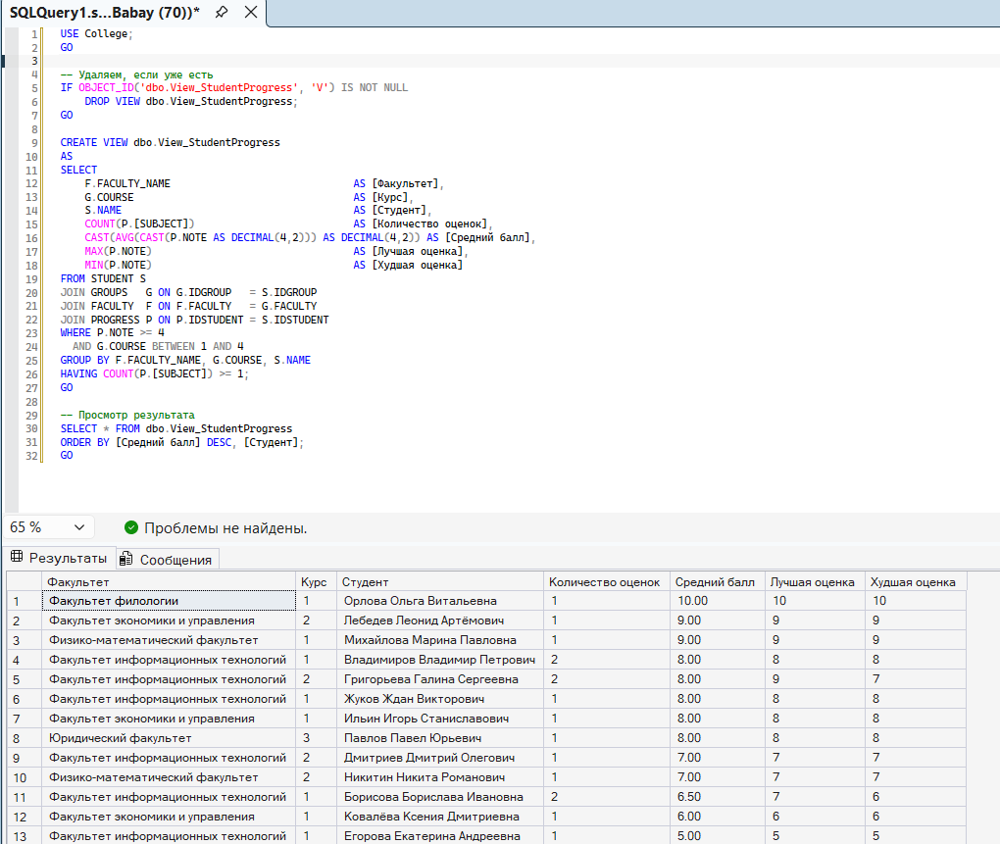 SQLQuery1.s...Babay (70))*
1 USE College;
2 GO
3
4 -- Удаляем, если уже есть
5 IF OBJECT_ID('dbo.View_StudentProgress', 'V') IS NOT NULL
6 DROP VIEW dbo.View_StudentProgress;
7 GO
8
9 CREATE VIEW dbo.View_StudentProgress
10 AS
11 SELECT
12 F.FACULTY_NAME AS [Факультет],
13 G.COURSE AS [Курс],
14 S.NAME AS [Студент],
15 COUNT(P.[SUBJECT]) AS [Количество оценок],
16 CAST(AVG(CAST(P.NOTE AS DECIMAL(4,2))) AS DECIMAL(4,2)) AS [Средний балл],
17 MAX(P.NOTE) AS [Лучшая оценка],
18 MIN(P.NOTE) AS [Худшая оценка]
19 FROM STUDENT S
20 JOIN GROUPS G ON G.IDGROUP = S.IDGROUP
21 JOIN FACULTY F ON F.FACULTY = G.FACULTY
22 JOIN PROGRESS P ON P.IDSTUDENT = S.IDSTUDENT
23 WHERE P.NOTE >= 4
24 AND G.COURSE BETWEEN 1 AND 4
25 GROUP BY F.FACULTY_NAME, G.COURSE, S.NAME
26 HAVING COUNT(P.[SUBJECT]) >= 1;
27 GO
28
29 -- Просмотр результата
30 SELECT * FROM dbo.View_StudentProgress
31 ORDER BY [Средний балл] DESC, [Студент];
32 GO
65 % Проблемы не найдены.
Результаты Сообщения
Факультет Курс Студент Количество оценок Средний балл Лучшая оценка Худшая оценка
1 Факультет филологии 1 Орлова Ольга Витальевна 1 10.00 10 10
2 Факультет экономики и управления 2 Лебедев Леонид Артёмович 1 9.00 9 9
3 Физико-математический факультет 1 Михайлова Марина Павловна 1 9.00 9 9
4 Факультет информационных технологий 1 Владимиров Владимир Петрович 2 8.00 8 8
5 Факультет информационных технологий 2 Григорьева Галина Сергеевна 2 8.00 9 7
6 Факультет информационных технологий 1 Жуков Ждан Викторович 1 8.00 8 8
7 Факультет экономики и управления 1 Ильин Игорь Станиславович 1 8.00 8 8
8 Юридический факультет 3 Павлов Павел Юрьевич 1 8.00 8 8
9 Факультет информационных технологий 2 Дмитриев Дмитрий Олегович 1 7.00 7 7
10 Физико-математический факультет 2 Никитин Никита Романович 1 7.00 7 7
11 Факультет информационных технологий 1 Борисова Борислава Ивановна 2 6.50 7 6
12 Факультет экономики и управления 1 Ковалёва Ксения Дмитриевна 1 6.00 6 6
13 Факультет информационных технологий 1 Егорова Екатерина Андреевна 1 5.00 5 5